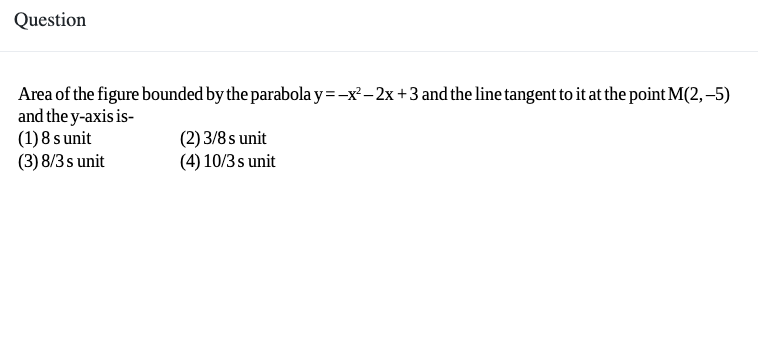 Question
Area of the figure bounded by the parabola y = –x² – 2x + 3 and the line tangent to it at the point M(2, –5)
and the y-axis is-
(1) 8 s unit (2) 3/8 s unit
(3) 8/3 s unit (4) 10/3 s unit